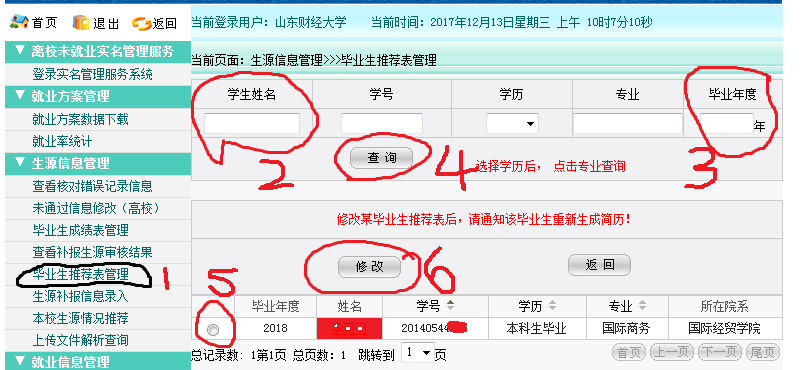 首页 退出 返回
当前登录用户：山东财经大学 当前时间：2017年12月13日星期三 上午 10时7分10秒
▼ 离校未就业实名管理服务
登录实名管理服务系统
▼ 就业方案管理
就业方案数据下载
就业率统计
▼ 生源信息管理
查看核对错误记录信息
未通过信息修改（高校）
毕业生成绩表管理
查看补报生源审核结果
毕业生推荐表管理 1
生源补报信息录入
本校生源情况推荐
上传文件解析查询
▼ 就业信息管理
当前页面：生源信息管理>>>毕业生推荐表管理
学生姓名 学号 学历 专业 毕业年度
年
2 查 询 4 选择学历后， 点击专业查询 3
修改某毕业生推荐表后，请通知该毕业生重新生成简历！
修 改 6 返 回
5
毕业年度 姓名 学号 学历 专业 所在院系
2018 20140544 本科生毕业 国际商务 国际经贸学院
总记录数：1第1页 总页数：1 跳转到 1 页 首页 上一页 下一页 尾页